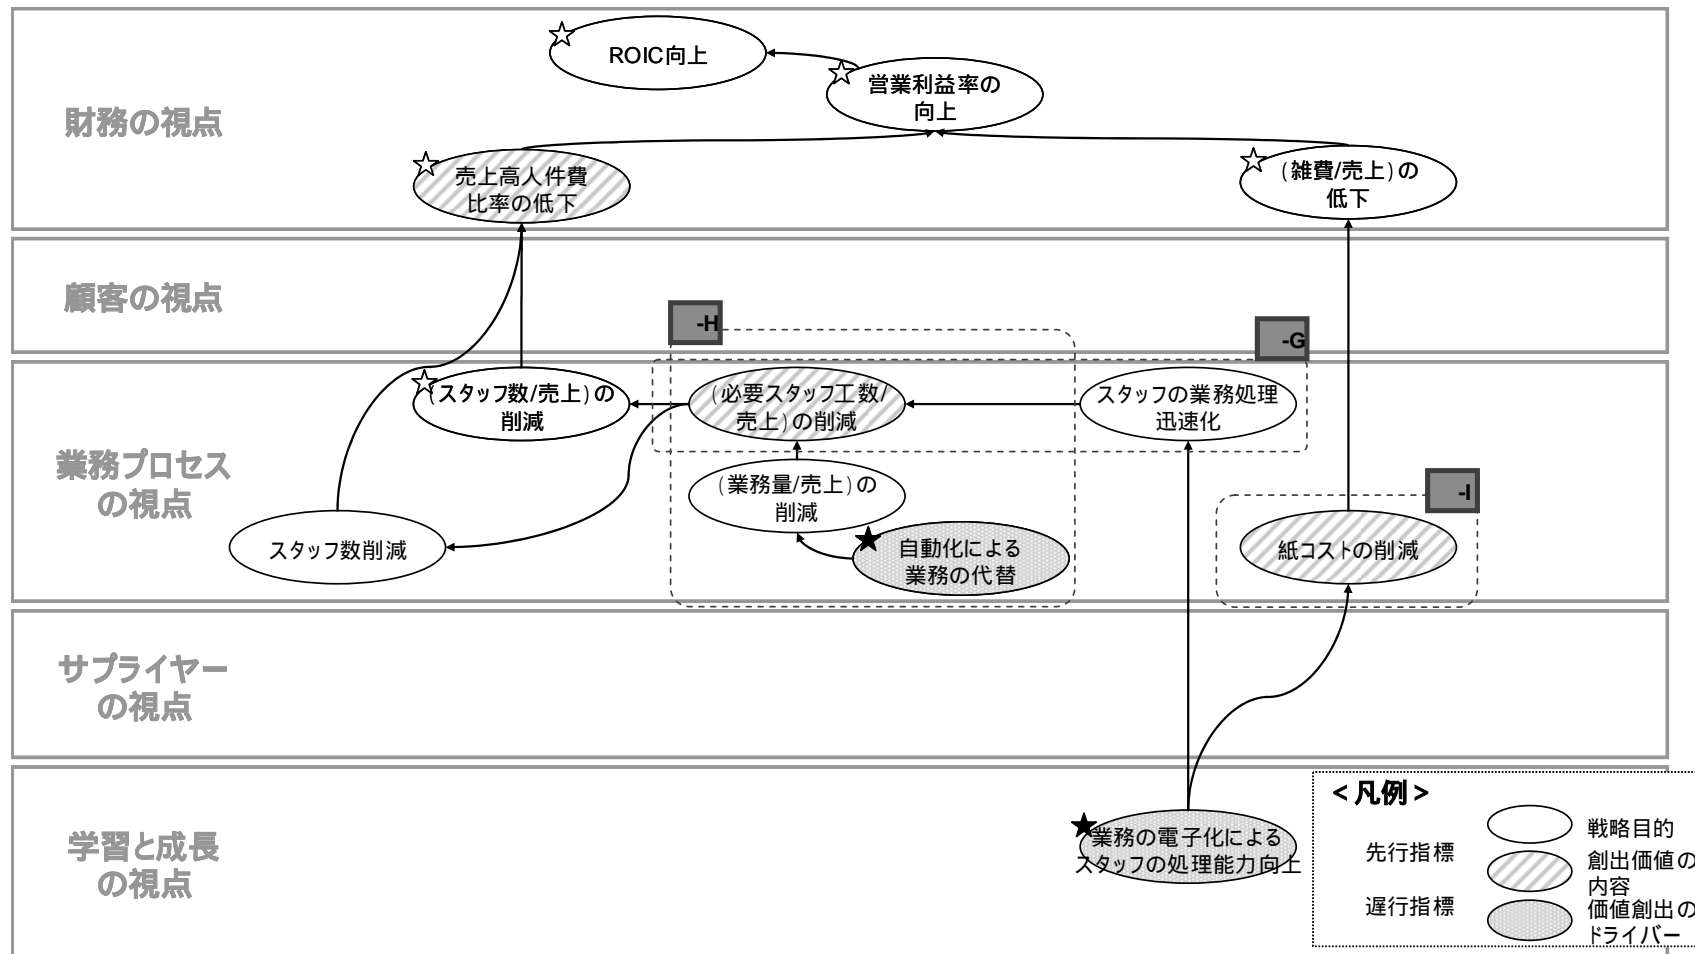 財務の視点
ROIC向上
営業利益率の
向上
売上高人件費
比率の低下
(雑費/売上)の
低下
顧客の視点
-H
-G
業務プロセス
の視点
(スタッフ数/売上)の
削減
(必要スタッフ工数/
売上)の削減
スタッフの業務処理
迅速化
(業務量/売上)の
削減
-I
スタッフ数削減
自動化による
業務の代替
紙コストの削減
サプライヤー
の視点
学習と成長
の視点
業務の電子化による
スタッフの処理能力向上
<凡例>
先行指標
遅行指標
戦略目的
創出価値の
内容
価値創出の
ドライバー